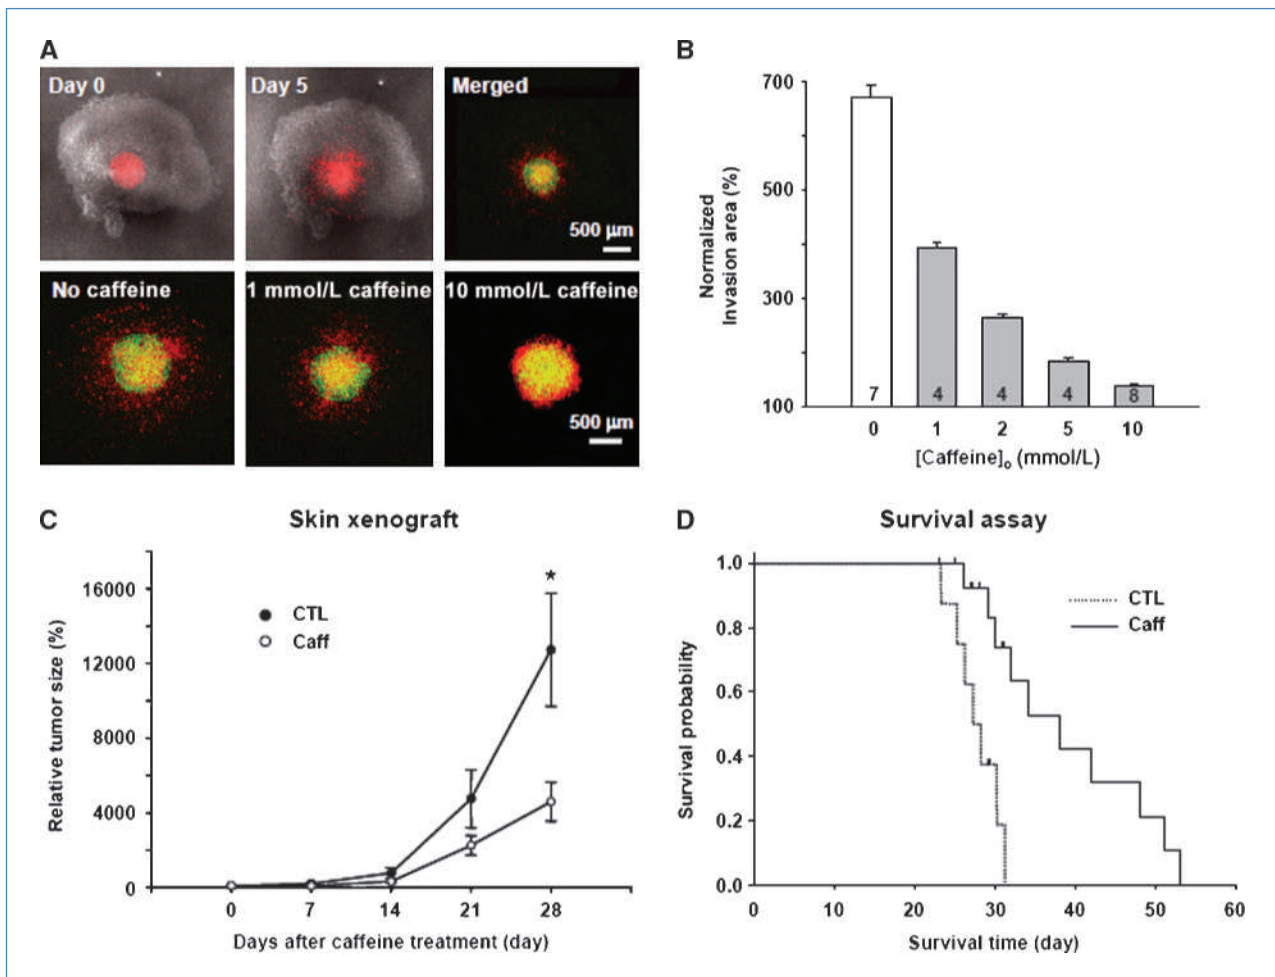 A
Day 0
Day 5
Merged
500 µm
No caffeine
1 mmol/L caffeine
10 mmol/L caffeine
500 µm
B
700
500
300
100
Normalized
Invasion area (%)
7
4
4
4
8
0
1
2
5
10
[Caffeine]o (mmol/L)
C
Skin xenograft
16000
12000
8000
4000
0
Relative tumor size (%)
CTL
Caff
*
0
7
14
21
28
Days after caffeine treatment (day)
D
Survival assay
1.0
0.8
0.6
0.4
0.2
0.0
Survival probability
CTL
Caff
0
10
20
30
40
50
60
Survival time (day)